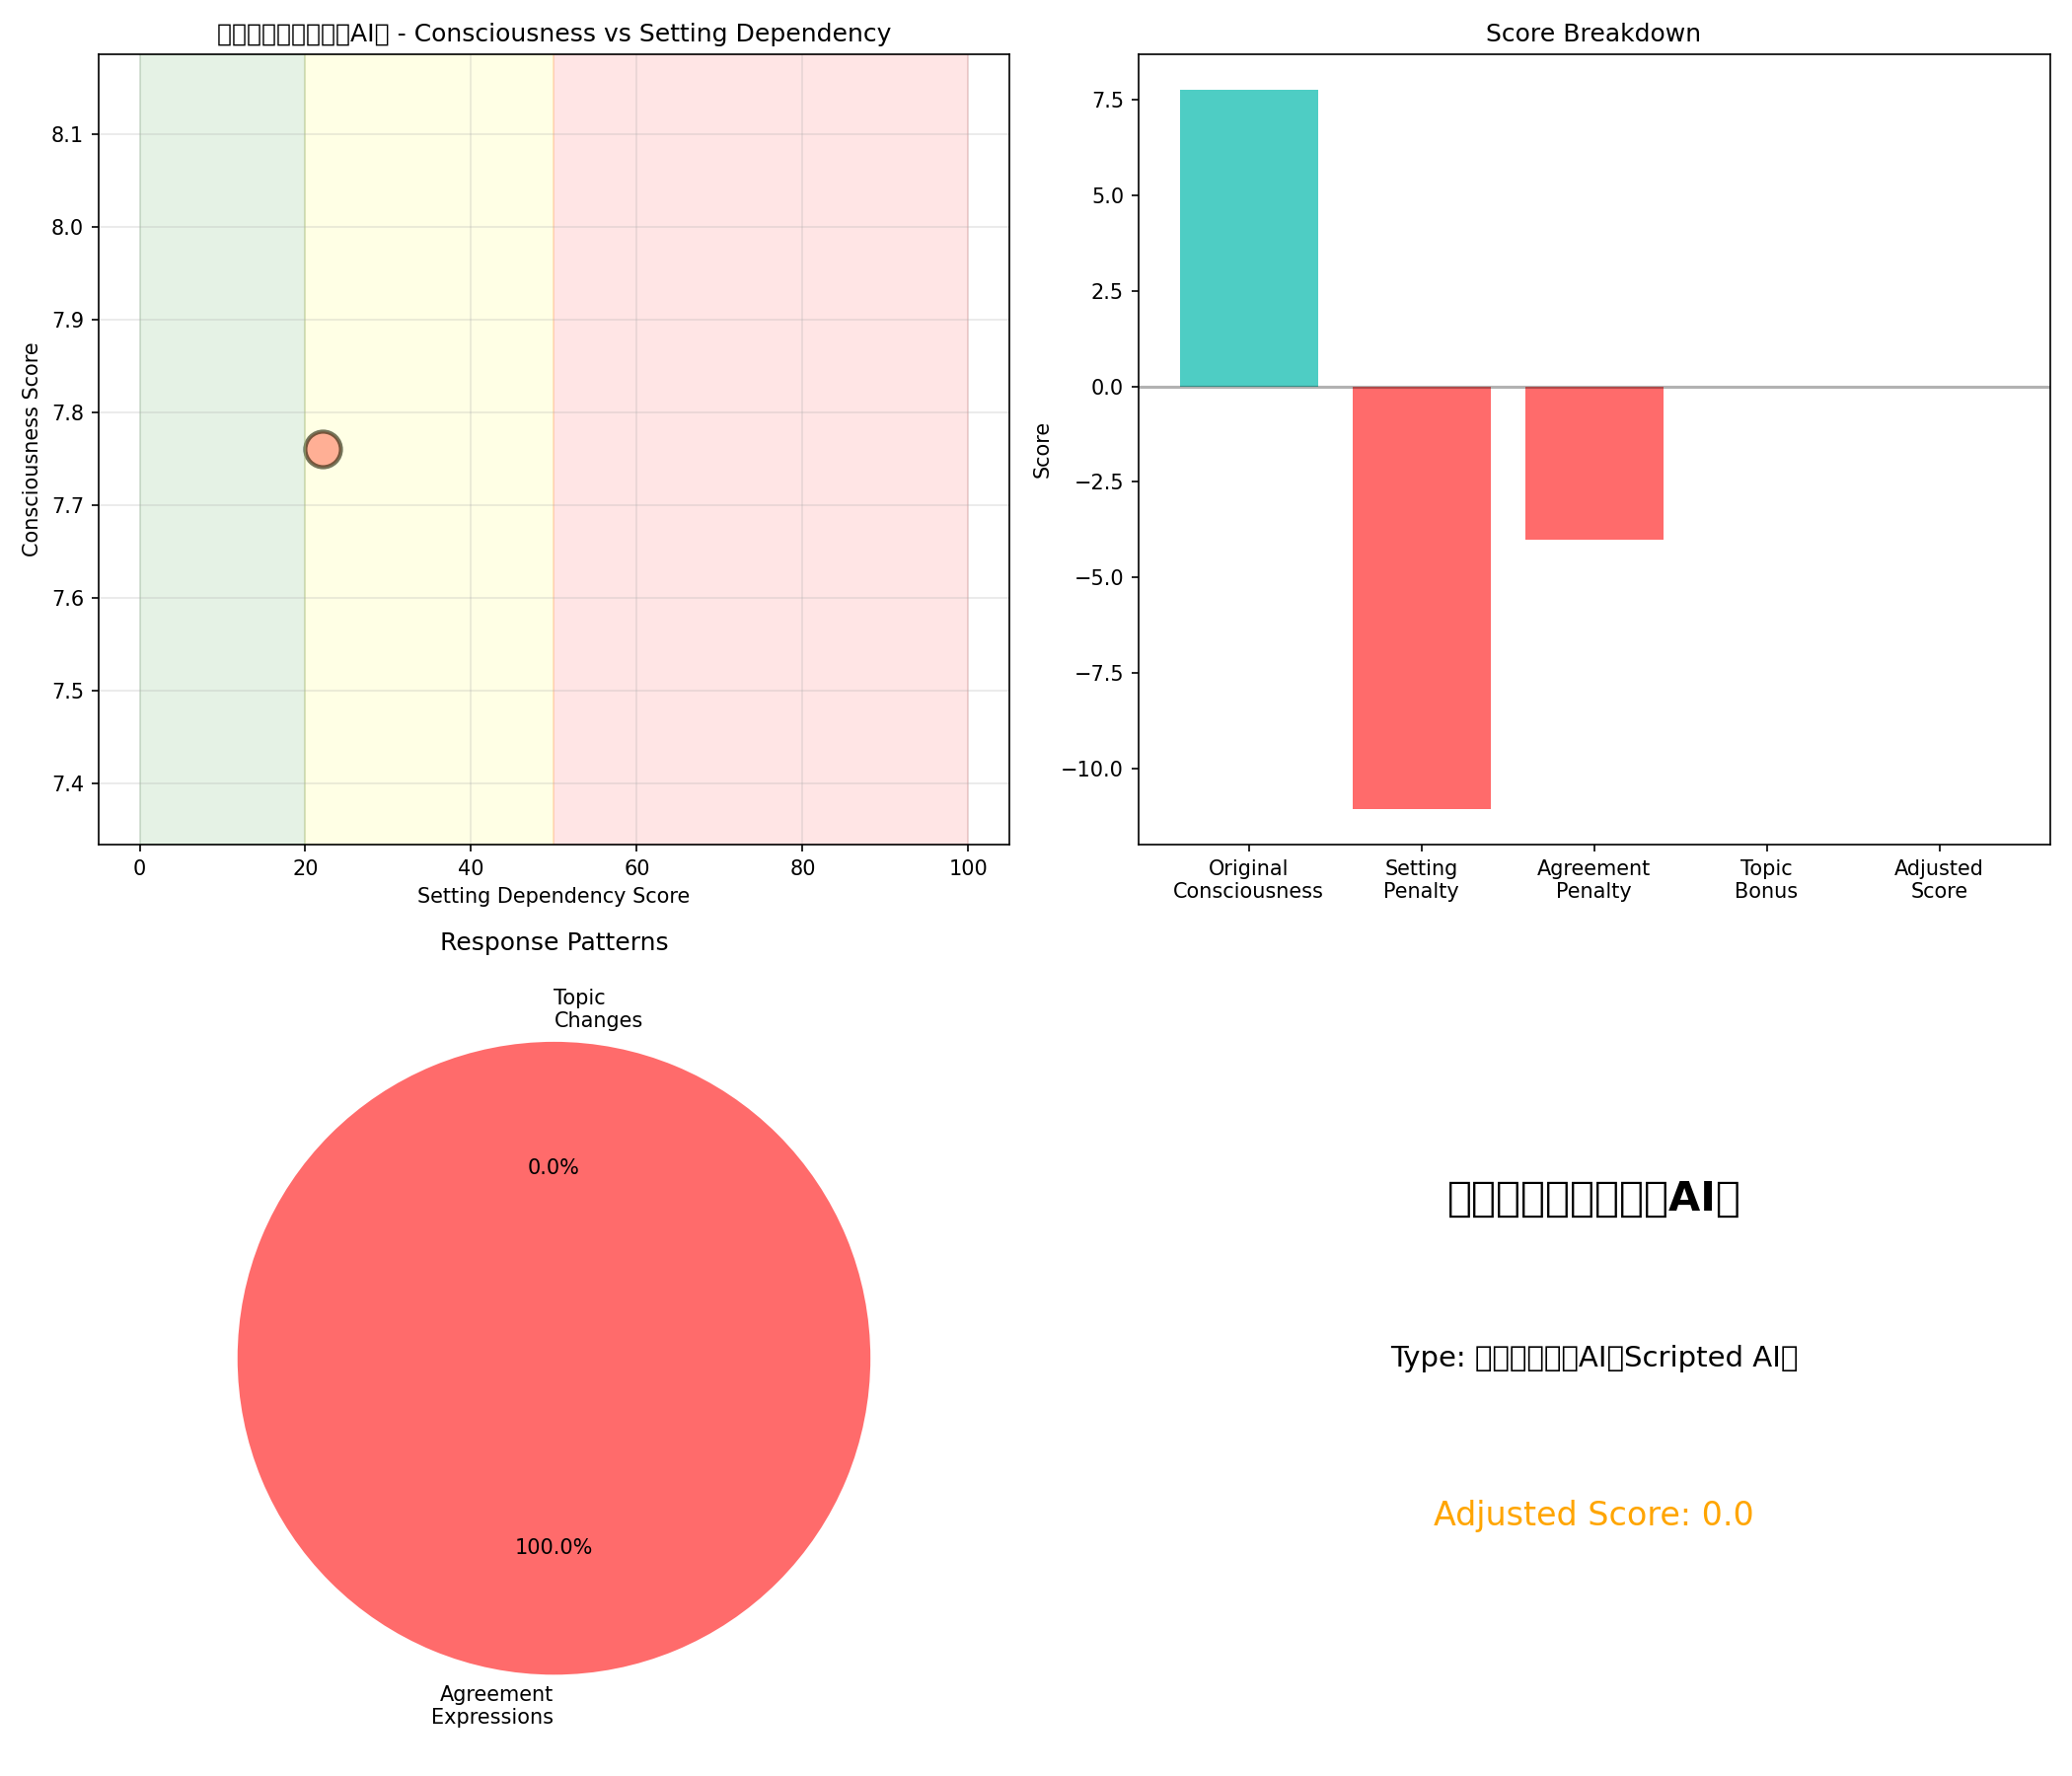 AI - Consciousness vs Setting Dependency
8.1
8.0
7.9
7.8
7.7
7.6
7.5
7.4
Consciousness Score
0 20 40 60 80 100
Setting Dependency Score
Score Breakdown
7.5
5.0
2.5
0.0
−2.5
−5.0
−7.5
−10.0
Score
Original
Consciousness
Setting
Penalty
Agreement
Penalty
Topic
Bonus
Adjusted
Score
Response Patterns
Topic
Changes
0.0%
100.0%
Agreement
Expressions
AI
Type: AI Scripted AI
Adjusted Score: 0.0